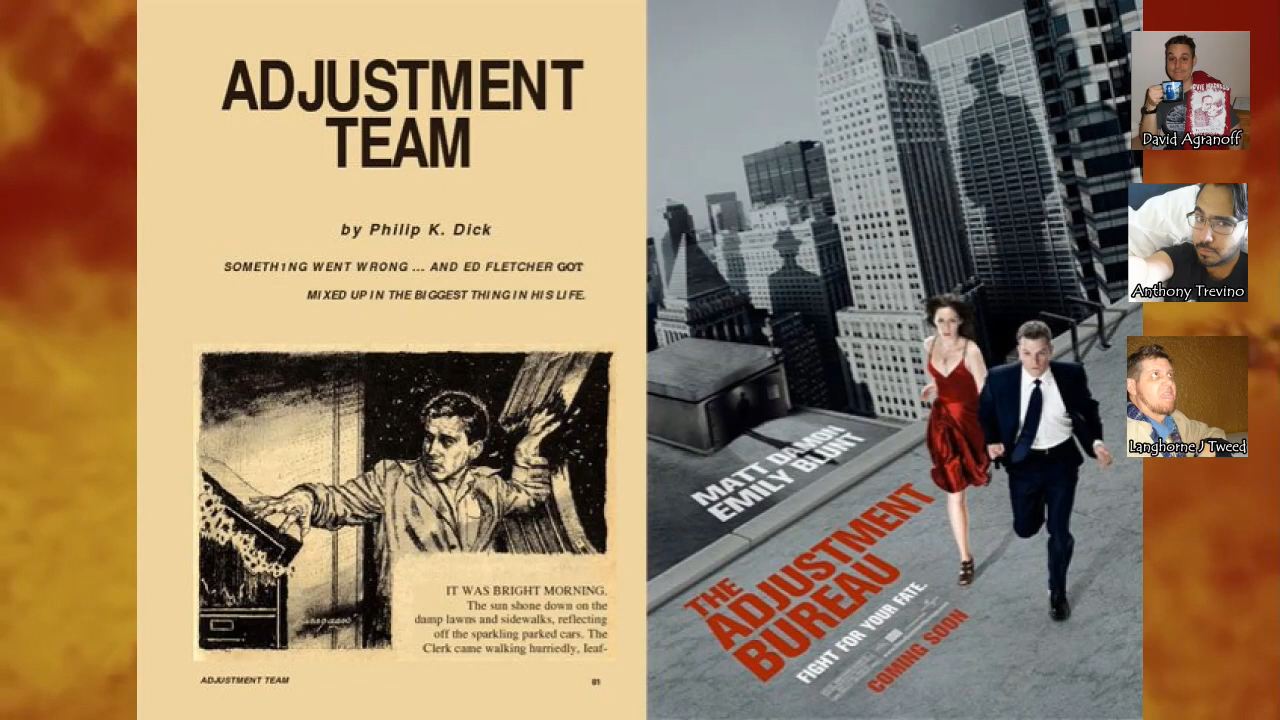 ADJUSTMENT
TEAM
by Philip K. Dick
SOMETH1NG WENT WRONG ... AND ED FLETCHER GOT
MIXED UP IN THE BIGGEST THING IN HIS LIFE.
IT WAS BRIGHT MORNING.
The sun shone down on the
damp lawns and sidewalks, reflecting
off the sparkling parked cars. The
Clerk came walking hurriedly, leaf-
ADJUSTMENT TEAM
81
MATT DAMON
EMILY BLUNT
THE
ADJUSTMENT
BUREAU
FIGHT FOR YOUR FATE.
COMING SOON
David Agranoff
Anthony Trevino
Langhorne J Tweed